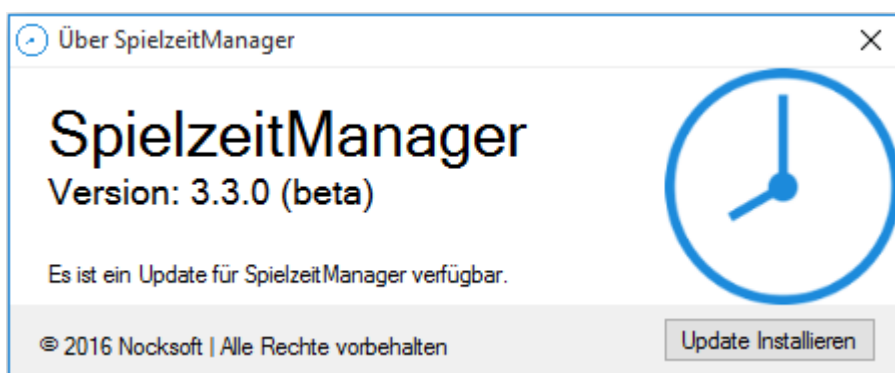 Über SpielzeitManager
SpielzeitManager
Version: 3.3.0 (beta)
Es ist ein Update für SpielzeitManager verfügbar.
© 2016 Nocksoft | Alle Rechte vorbehalten
Update Installieren